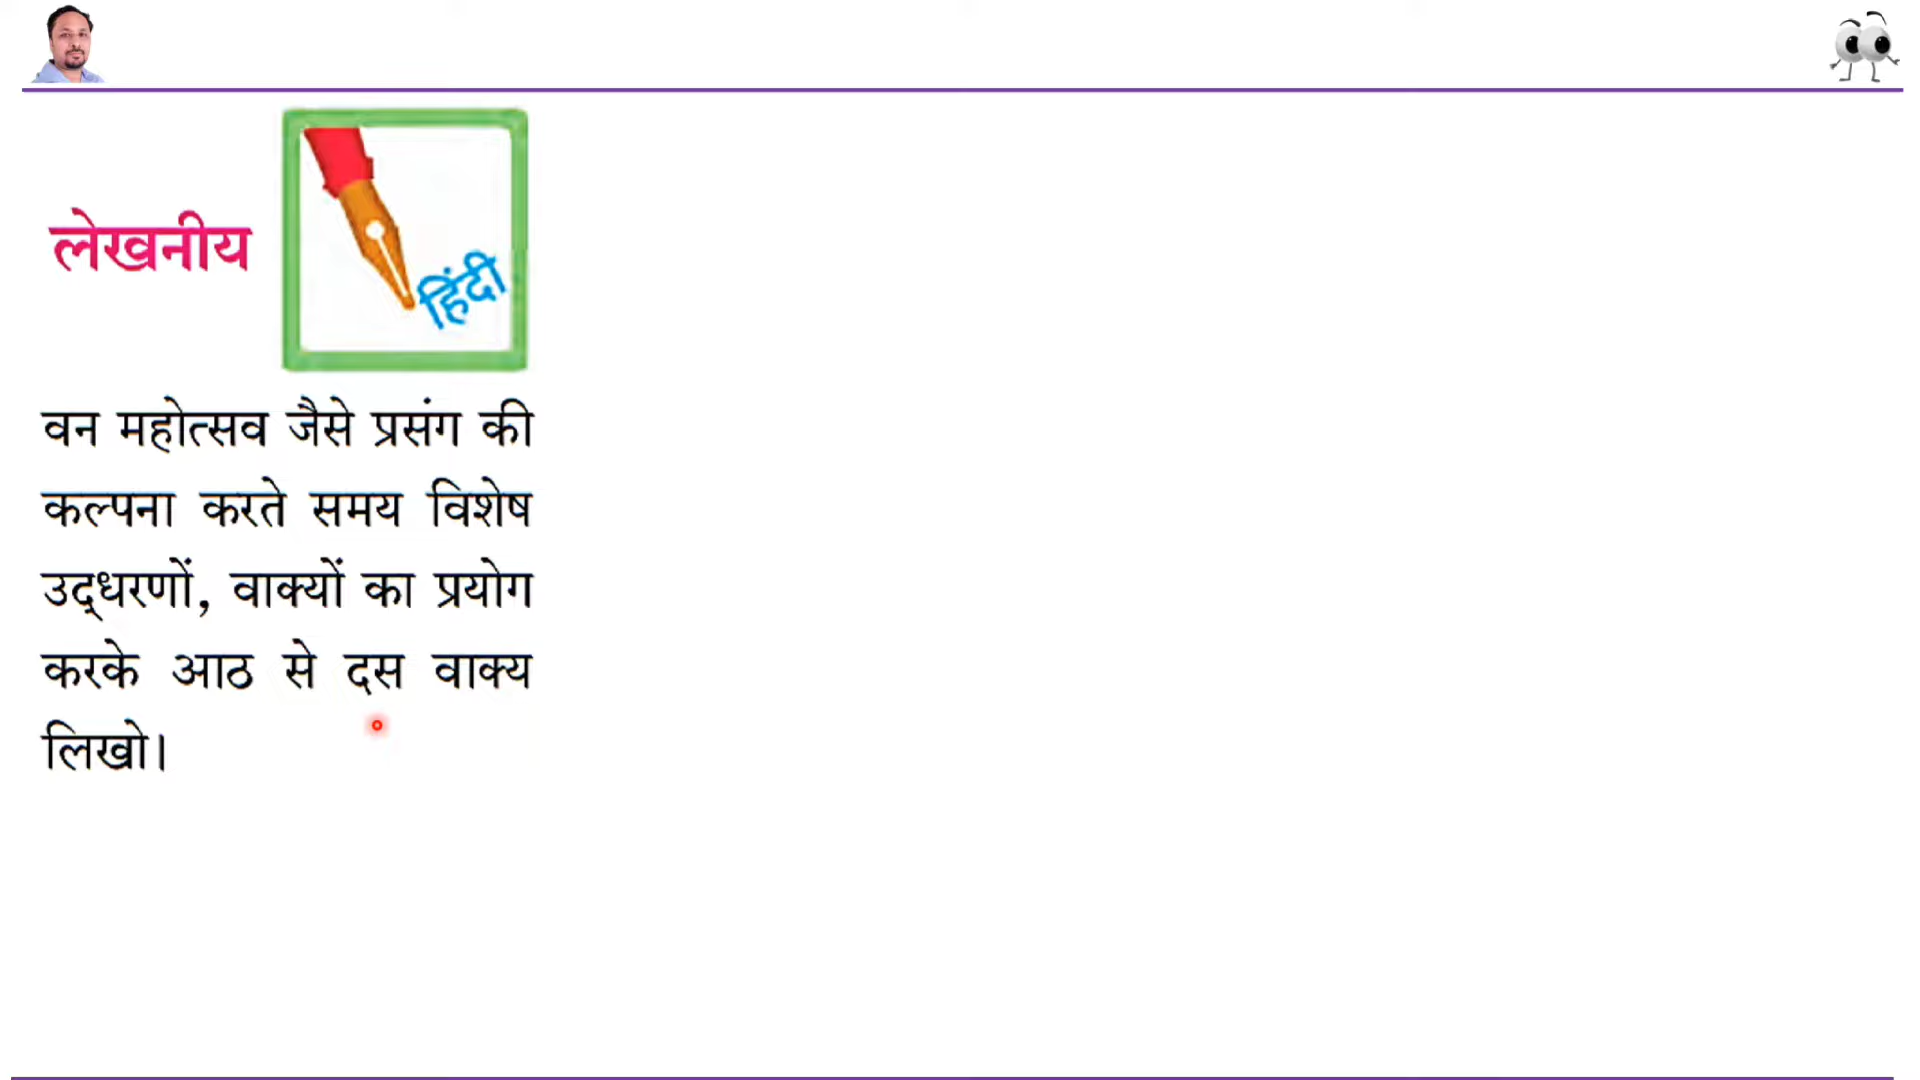 लेखनीय
हिंदी
वन महोत्सव जैसे प्रसंग की
कल्पना करते समय विशेष
उद्‌धरणों, वाक्यों का प्रयोग
करके आठ से दस वाक्य
लिखो।